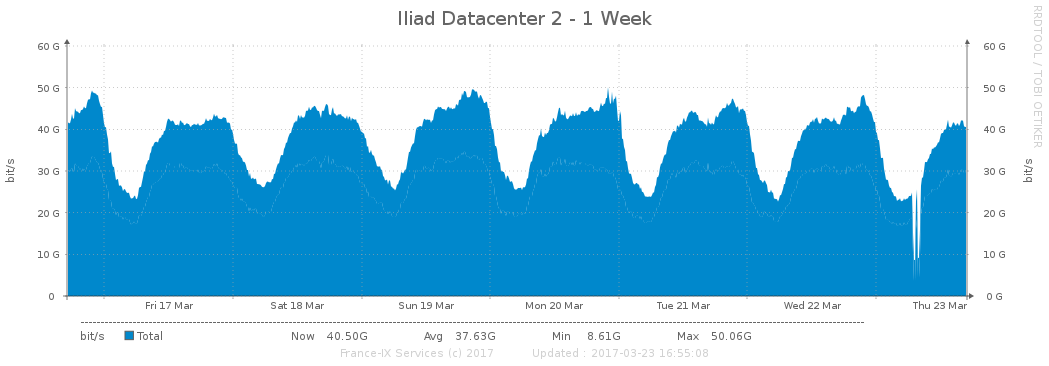 Iliad Datacenter 2 - 1 Week
RRDTOOL / TOBI OETIKER
60 G 60 G
50 G 50 G
40 G 40 G
30 G 30 G
20 G 20 G
10 G 10 G
0 0 G
bit/s
bit/s
Fri 17 Mar Sat 18 Mar Sun 19 Mar Mon 20 Mar Tue 21 Mar Wed 22 Mar Thu 23 Mar
bit/s Total Now 40.50G Avg 37.63G Min 8.61G Max 50.06G
France-IX Services (c) 2017 Updated : 2017-03-23 16:55:08